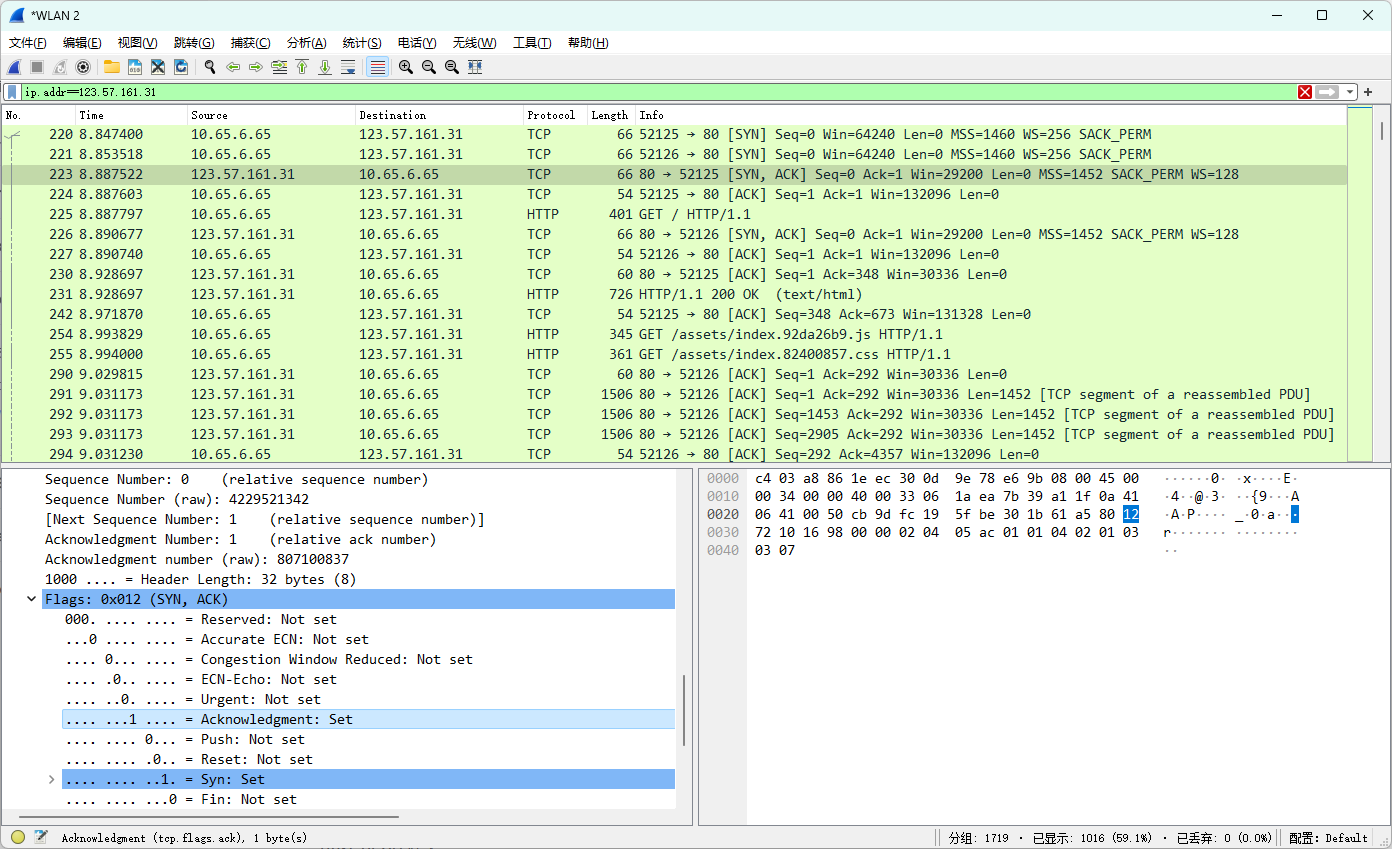 *WLAN 2
文件(F) 编辑(E) 视图(V) 跳转(G) 捕获(C) 分析(A) 统计(S) 电话(Y) 无线(W) 工具(T) 帮助(H)
ip.addr==123.57.161.31
No. Time Source Destination Protocol Length Info
220 8.847400 10.65.6.65 123.57.161.31 TCP 66 52125 → 80 [SYN] Seq=0 Win=64240 Len=0 MSS=1460 WS=256 SACK_PERM
221 8.853518 10.65.6.65 123.57.161.31 TCP 66 52126 → 80 [SYN] Seq=0 Win=64240 Len=0 MSS=1460 WS=256 SACK_PERM
223 8.887522 123.57.161.31 10.65.6.65 TCP 66 80 → 52125 [SYN, ACK] Seq=0 Ack=1 Win=29200 Len=0 MSS=1452 SACK_PERM WS=128
224 8.887603 10.65.6.65 123.57.161.31 TCP 54 52125 → 80 [ACK] Seq=1 Ack=1 Win=132096 Len=0
225 8.887797 10.65.6.65 123.57.161.31 HTTP 401 GET / HTTP/1.1
226 8.890677 123.57.161.31 10.65.6.65 TCP 66 80 → 52126 [SYN, ACK] Seq=0 Ack=1 Win=29200 Len=0 MSS=1452 SACK_PERM WS=128
227 8.890740 10.65.6.65 123.57.161.31 TCP 54 52126 → 80 [ACK] Seq=1 Ack=1 Win=132096 Len=0
230 8.928697 123.57.161.31 10.65.6.65 TCP 60 80 → 52125 [ACK] Seq=1 Ack=348 Win=30336 Len=0
231 8.928697 123.57.161.31 10.65.6.65 HTTP 726 HTTP/1.1 200 OK  (text/html)
242 8.971870 10.65.6.65 123.57.161.31 TCP 54 52125 → 80 [ACK] Seq=348 Ack=673 Win=131328 Len=0
254 8.993829 10.65.6.65 123.57.161.31 HTTP 345 GET /assets/index.92da26b9.js HTTP/1.1
255 8.994000 10.65.6.65 123.57.161.31 HTTP 361 GET /assets/index.82400857.css HTTP/1.1
290 9.029815 123.57.161.31 10.65.6.65 TCP 60 80 → 52126 [ACK] Seq=1 Ack=292 Win=30336 Len=0
291 9.031173 123.57.161.31 10.65.6.65 TCP 1506 80 → 52126 [ACK] Seq=1 Ack=292 Win=30336 Len=1452 [TCP segment of a reassembled PDU]
292 9.031173 123.57.161.31 10.65.6.65 TCP 1506 80 → 52126 [ACK] Seq=1453 Ack=292 Win=30336 Len=1452 [TCP segment of a reassembled PDU]
293 9.031173 123.57.161.31 10.65.6.65 TCP 1506 80 → 52126 [ACK] Seq=2905 Ack=292 Win=30336 Len=1452 [TCP segment of a reassembled PDU]
294 9.031230 10.65.6.65 123.57.161.31 TCP 54 52126 → 80 [ACK] Seq=292 Ack=4357 Win=132096 Len=0
Sequence Number: 0    (relative sequence number)
Sequence Number (raw): 4229521342
[Next Sequence Number: 1    (relative sequence number)]
Acknowledgment Number: 1    (relative ack number)
Acknowledgment number (raw): 807100837
1000 .... = Header Length: 32 bytes (8)
Flags: 0x012 (SYN, ACK)
000. .... .... = Reserved: Not set
...0 .... .... = Accurate ECN: Not set
.... 0... .... = Congestion Window Reduced: Not set
.... .0.. .... = ECN-Echo: Not set
.... ..0. .... = Urgent: Not set
.... ...1 .... = Acknowledgment: Set
.... .... 0... = Push: Not set
.... .... .0.. = Reset: Not set
.... .... ..1. = Syn: Set
.... .... ...0 = Fin: Not set
0000 c4 03 a8 86 1e ec 30 0d 9e 78 e6 9b 08 00 45 00 ······0· ·x····E·
0010 00 34 00 00 40 00 33 06 1a ea 7b 39 a1 1f 0a 41 ·4··@·3· ··{9···A
0020 06 41 00 50 cb 9d fc 19 5f be 30 1b 61 a5 80 12 ·A·P···· _·0·a···
0030 72 10 16 98 00 00 02 04 05 ac 01 01 04 02 01 03 r······· ········
0040 03 07 ··
Acknowledgment (tcp.flags.ack), 1 byte(s)
分组: 1719 · 已显示: 1016 (59.1%) · 已丢弃: 0 (0.0%)
配置: Default